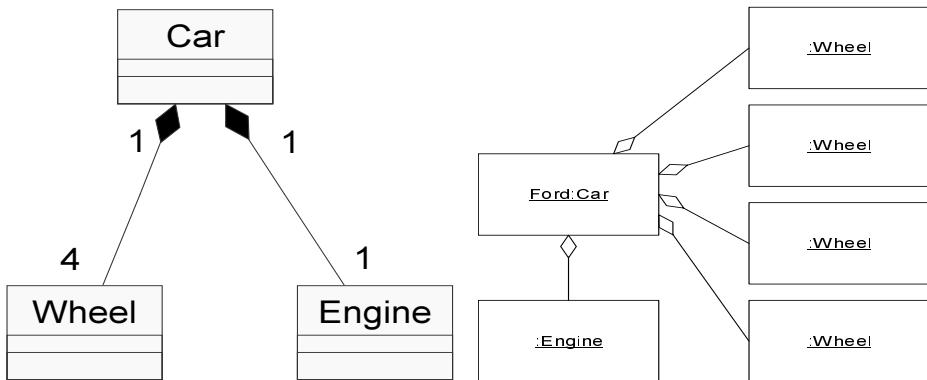 Car
1
1
4
1
Wheel
Engine
:Wheel
:Wheel
Ford:Car
:Wheel
:Engine
:Wheel